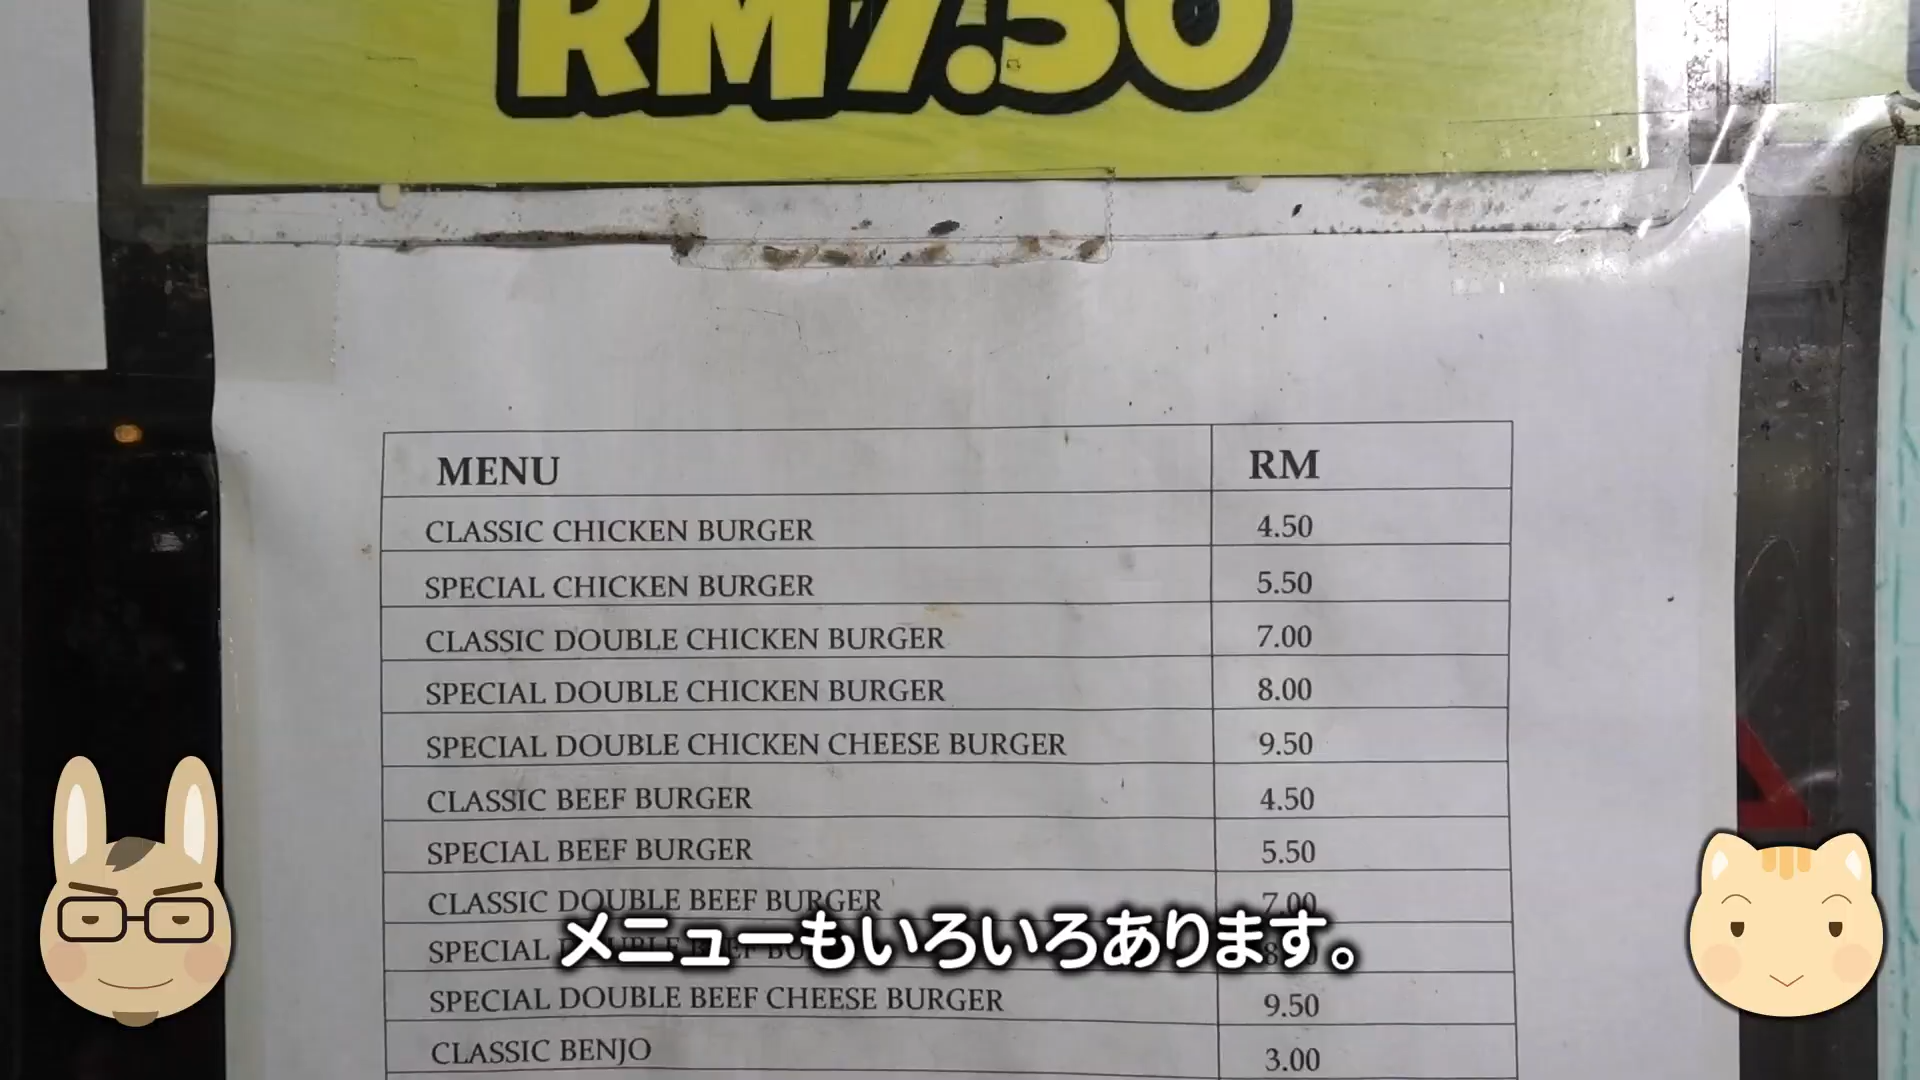 RM7.50
MENU RM
CLASSIC CHICKEN BURGER 4.50
SPECIAL CHICKEN BURGER 5.50
CLASSIC DOUBLE CHICKEN BURGER 7.00
SPECIAL DOUBLE CHICKEN BURGER 8.00
SPECIAL DOUBLE CHICKEN CHEESE BURGER 9.50
CLASSIC BEEF BURGER 4.50
SPECIAL BEEF BURGER 5.50
CLASSIC DOUBLE BEEF BURGER 7.00
SPECIAL DOUBLE BEEF
メニューもいろいろあります。
SPECIAL DOUBLE BEEF CHEESE BURGER 9.50
CLASSIC BENJO 3.00